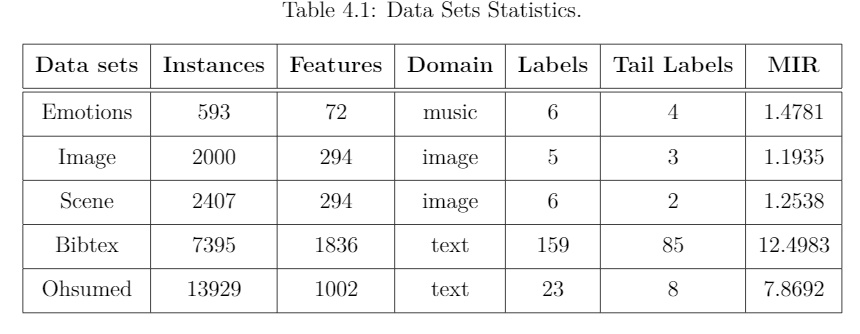 Table 4.1: Data Sets Statistics.
Data sets Instances Features Domain Labels Tail Labels MIR
Emotions 593 72 music 6 4 1.4781
Image 2000 294 image 5 3 1.1935
Scene 2407 294 image 6 2 1.2538
Bibtex 7395 1836 text 159 85 12.4983
Ohsumed 13929 1002 text 23 8 7.8692